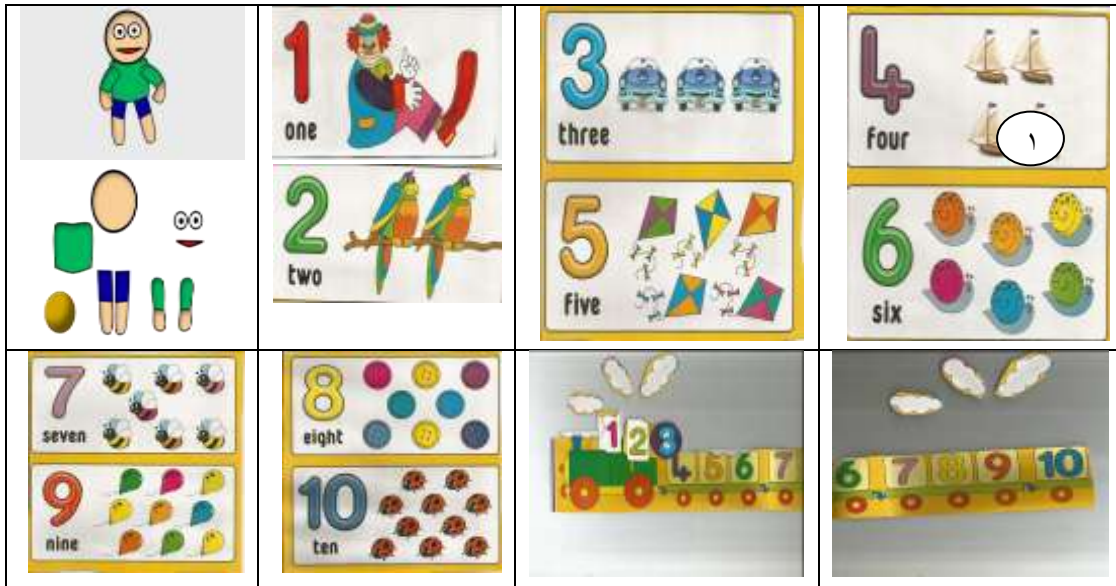 1
one
2
two
3
three
4
four
١
5
five
6
six
7
seven
9
nine
8
eight
10
ten
1 2 3 4 5 6 7
6 7 8 9 10